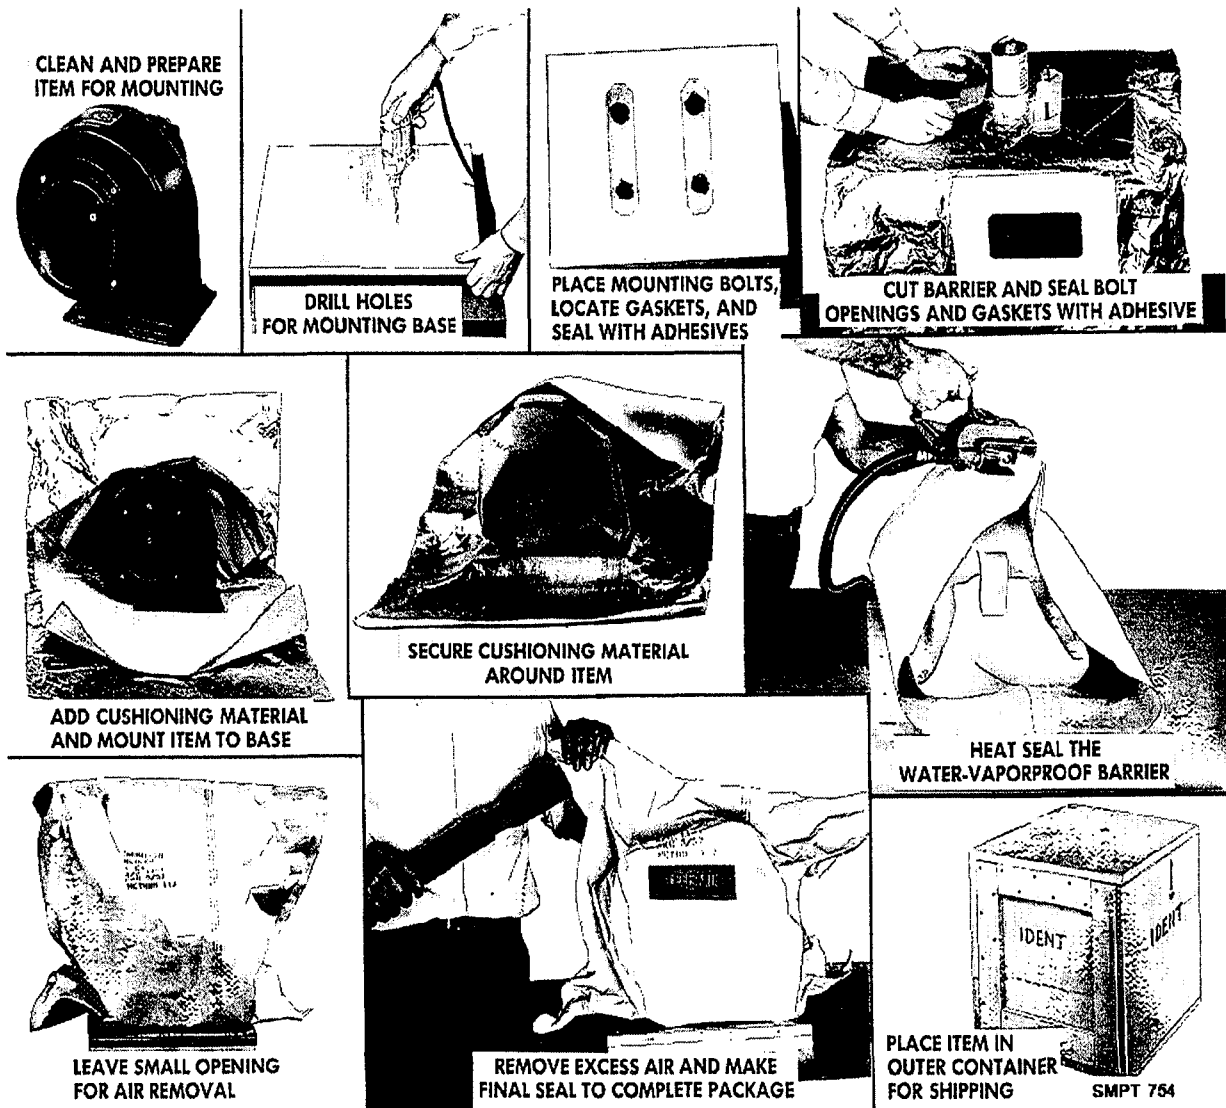 CLEAN AND PREPARE
ITEM FOR MOUNTING
DRILL HOLES
FOR MOUNTING BASE
PLACE MOUNTING BOLTS,
LOCATE GASKETS, AND
SEAL WITH ADHESIVES
CUT BARRIER AND SEAL BOLT
OPENINGS AND GASKETS WITH ADHESIVE
ADD CUSHIONING MATERIAL
AND MOUNT ITEM TO BASE
SECURE CUSHIONING MATERIAL
AROUND ITEM
HEAT SEAL THE
WATER-VAPORPROOF BARRIER
LEAVE SMALL OPENING
FOR AIR REMOVAL
REMOVE EXCESS AIR AND MAKE
FINAL SEAL TO COMPLETE PACKAGE
IDENT
IDENT
PLACE ITEM IN
OUTER CONTAINER
FOR SHIPPING
SMPT 754